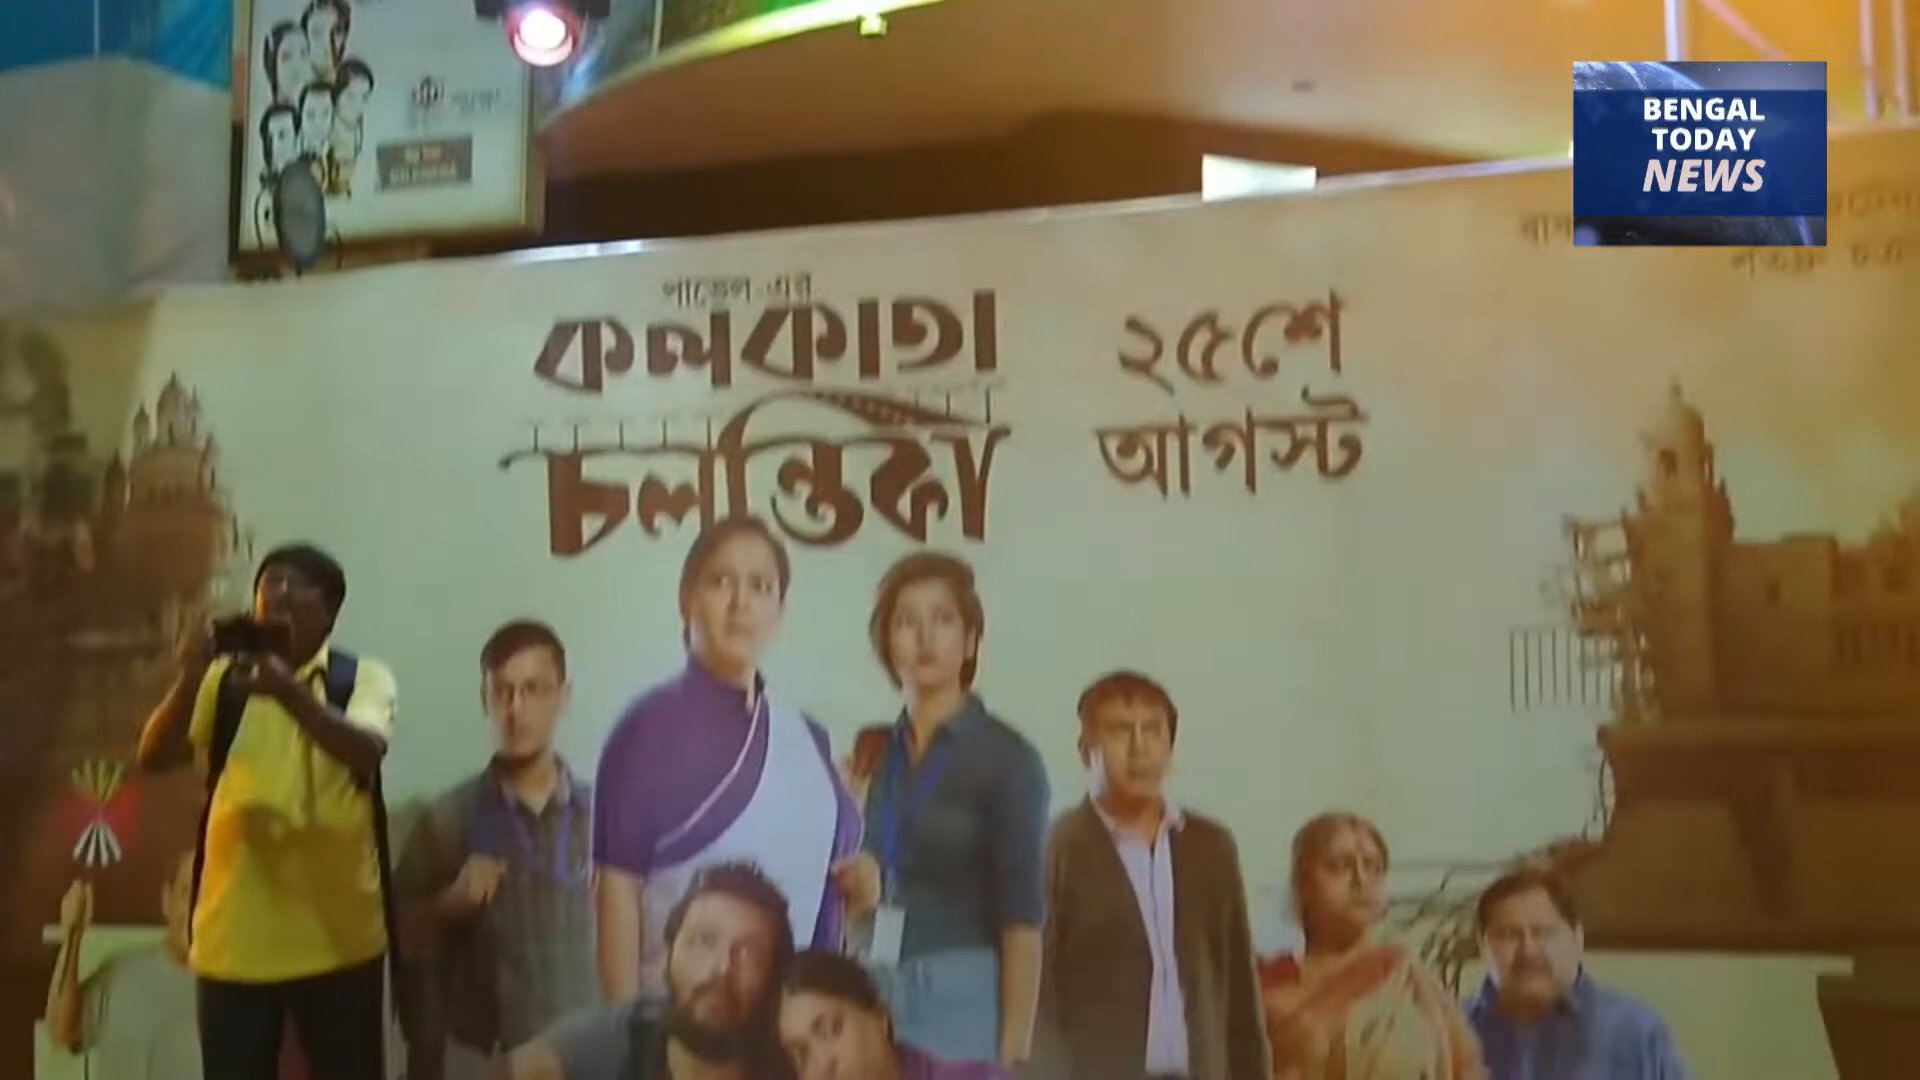 BENGAL
TODAY
NEWS
পাভেল-এর
কলকাতা
চলন্তিকা
২৫শে
আগস্ট